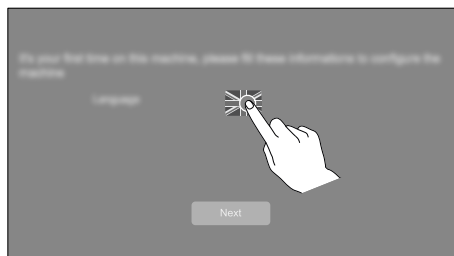 It's your first time on this machine, please fill these informations to configure the
machine
Language
Next